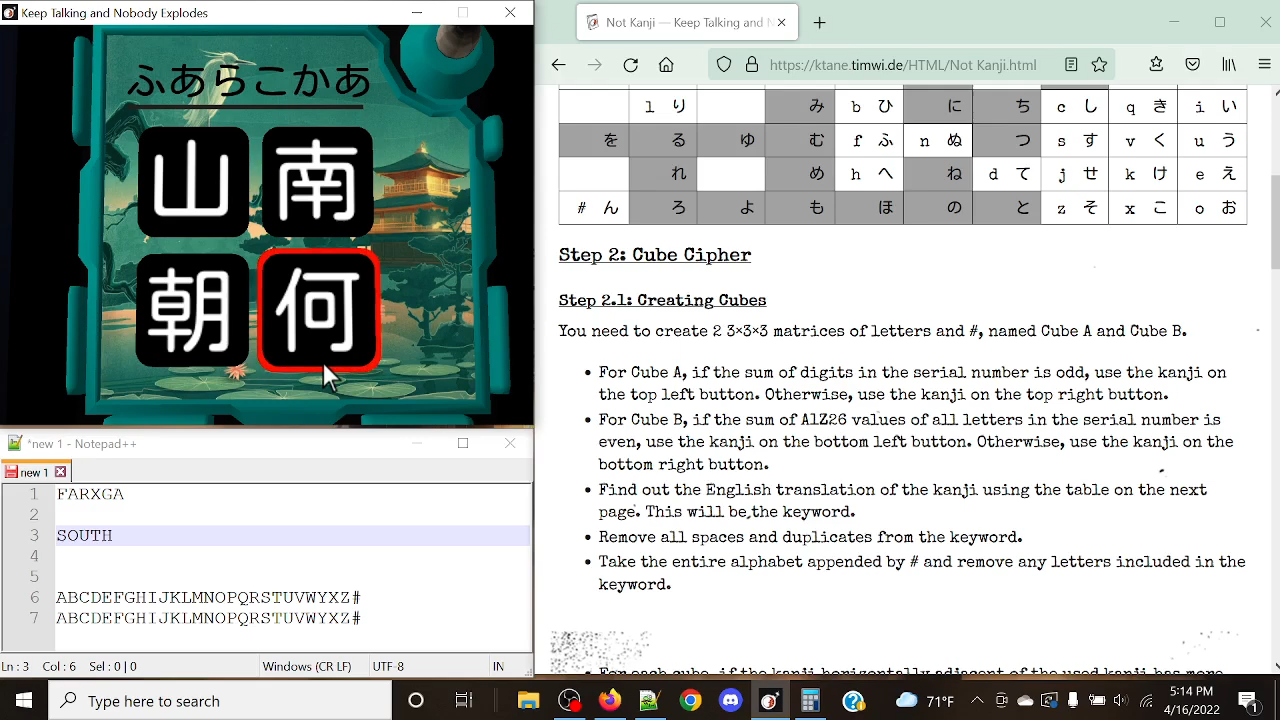 Keep Talking and Nobody Explodes
ふあらこかあ
山 南
朝 何
*new 1 - Notepad++
new 1
1 FARXGA
2
3 SOUTH
4
5
6 ABCDEFGHIJKLMNOPQRSTUVWYXZ#
7 ABCDEFGHIJKLMNOPQRSTUVWYXZ#
Ln: 3 Col: 6 Sel: 0 | 0 Windows (CR LF) UTF-8 IN
Not Kanji — Keep Talking and N
https://ktane.timwi.de/HTML/Not Kanji.html
l り み b ひ に ち c し q き i い
を る ゆ む f ふ n ぬ つ s す v く u う
れ め h へ ね d て j せ k け e え
# ん ろ よ も ほ の と z そ x こ o お
Step 2: Cube Cipher
Step 2.1: Creating Cubes
You need to create 2 3×3×3 matrices of letters and #, named Cube A and Cube B.
• For Cube A, if the sum of digits in the serial number is odd, use the kanji on
the top left button. Otherwise, use the kanji on the top right button.
• For Cube B, if the sum of A1Z26 values of all letters in the serial number is
even, use the kanji on the bottom left button. Otherwise, use the kanji on the
bottom right button.
• Find out the English translation of the kanji using the table on the next
page. This will be the keyword.
• Remove all spaces and duplicates from the keyword.
• Take the entire alphabet appended by # and remove any letters included in the
keyword.
Type here to search
71°F
5:14 PM
4/16/2022